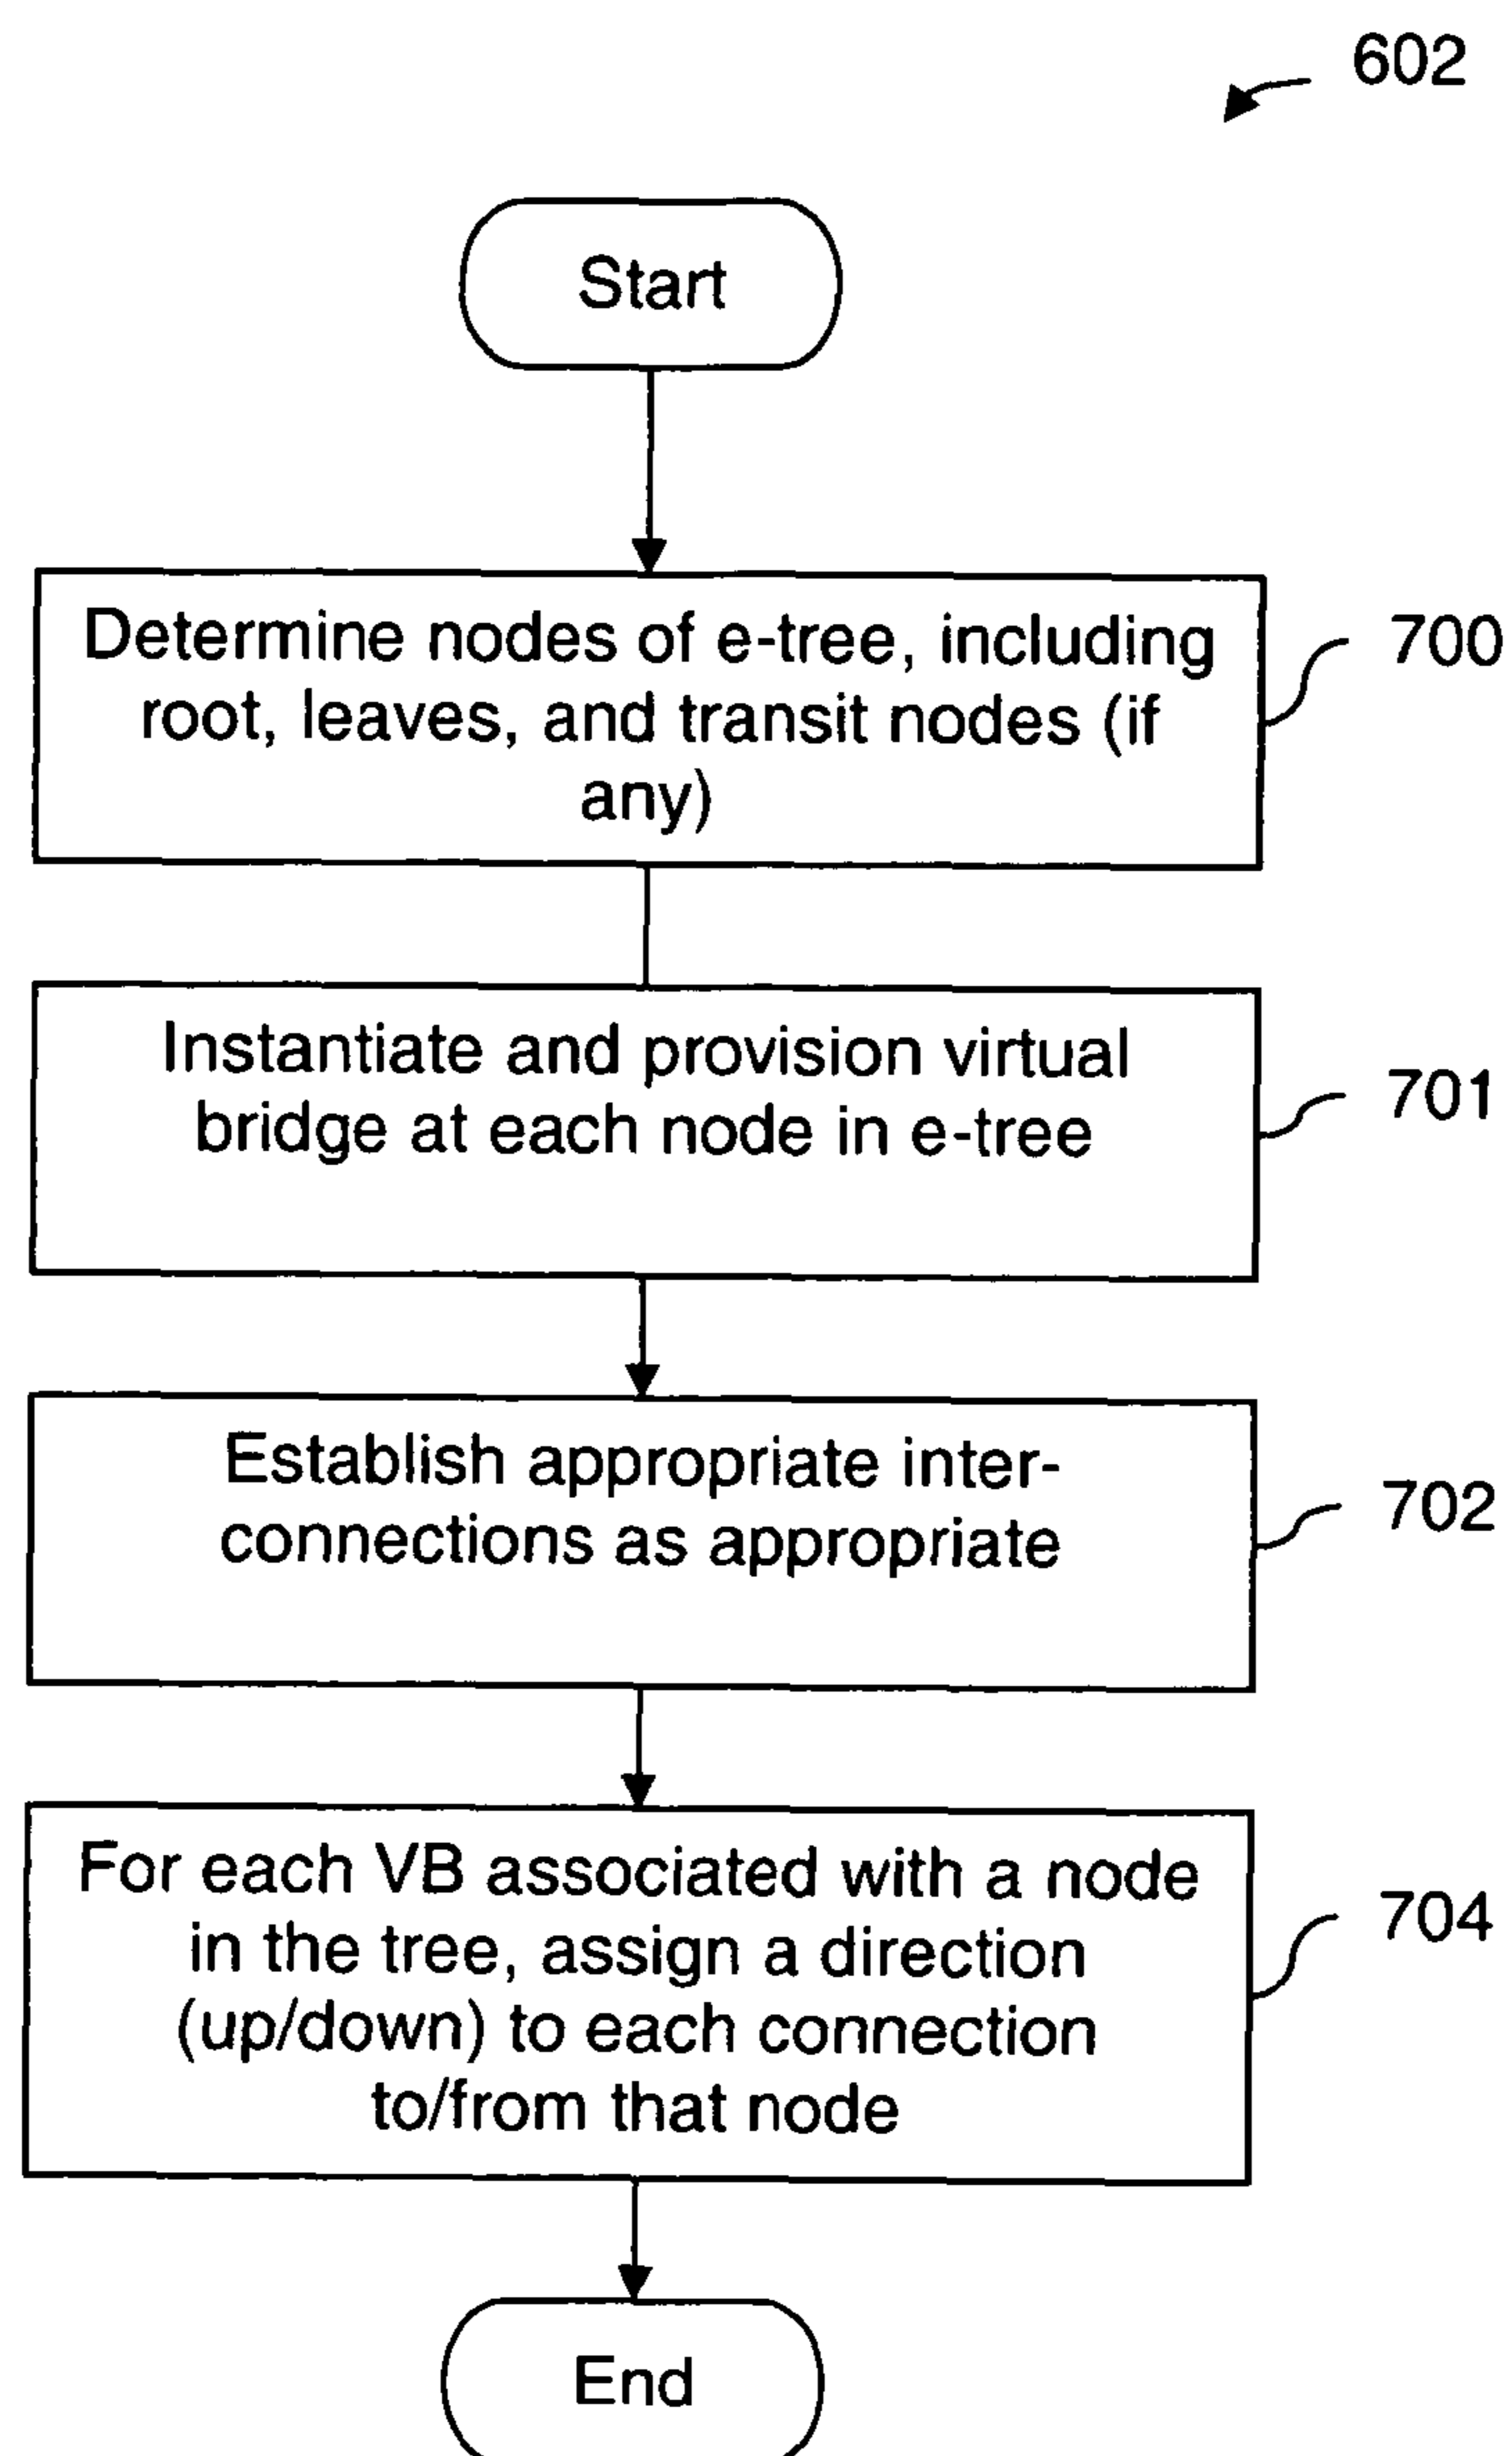 602
Start
Determine nodes of e-tree, including
root, leaves, and transit nodes (if
any)
700
Instantiate and provision virtual
bridge at each node in e-tree
701
Establish appropriate inter-
connections as appropriate
702
For each VB associated with a node
in the tree, assign a direction
(up/down) to each connection
to/from that node
704
End